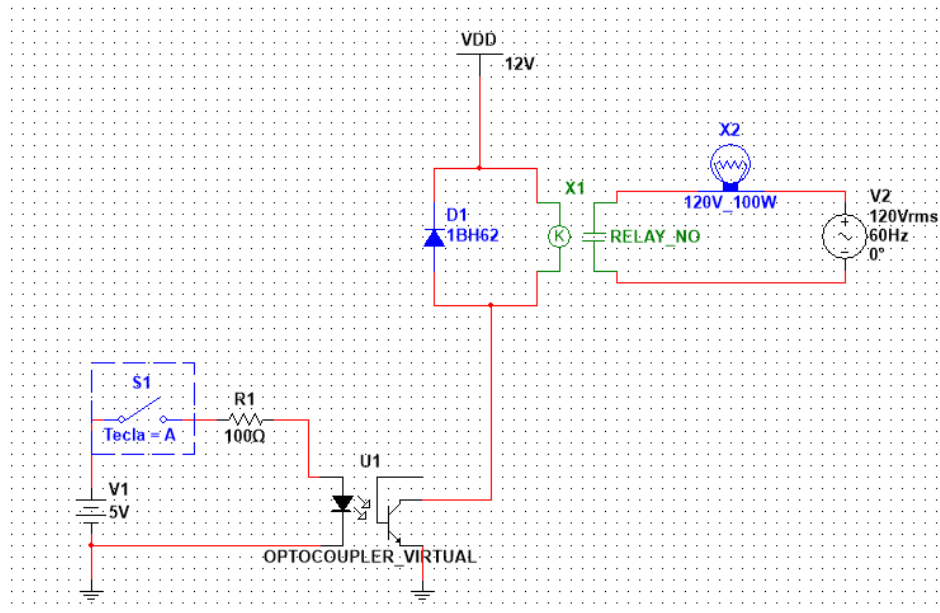 VDD
12V
X1
X2
120V_100W
V2
120Vrms
60Hz
0°
D1
1BH62
K
RELAY_NO
S1
Tecla = A
R1
100Ω
U1
V1
5V
OPTOCOUPLER_VIRTUAL